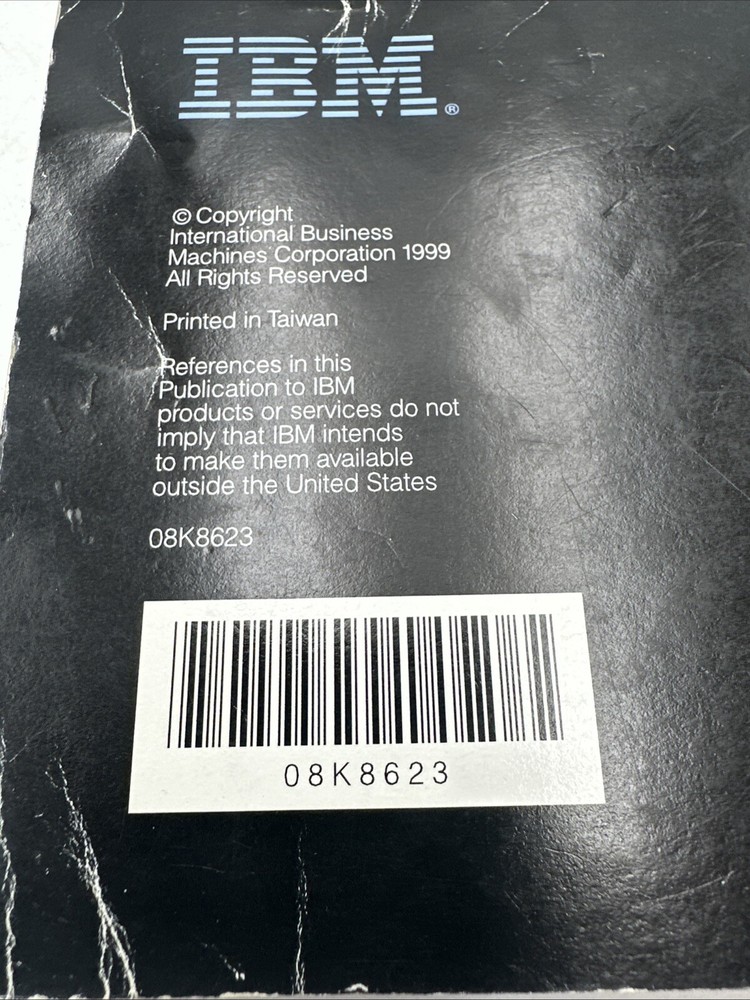 IBM®
© Copyright
International Business
Machines Corporation 1999
All Rights Reserved
Printed in Taiwan
References in this
Publication to IBM
products or services do not
imply that IBM intends
to make them available
outside the United States
08K8623
08K8623